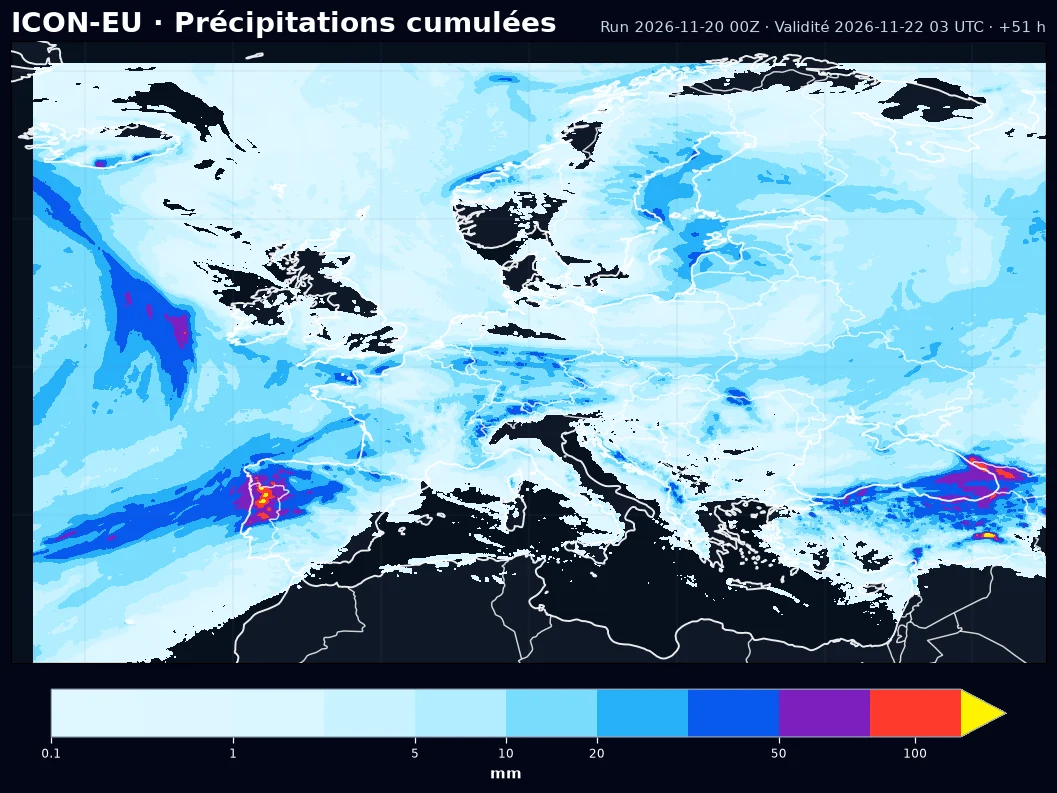 ICON-EU · Précipitations cumulées
Run 2026-11-20 00Z · Validité 2026-11-22 03 UTC · +51 h
0.1 1 5 10 20 50 100
mm